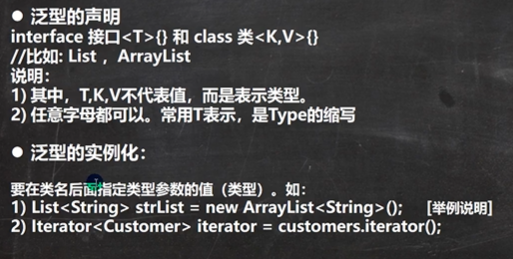 ● 泛型的声明
interface 接口<T>{} 和 class 类<K,V>{}
//比如: List ，ArrayList
说明：
1) 其中，T,K,V不代表值，而是表示类型。
2) 任意字母都可以。常用T表示，是Type的缩写
● 泛型的实例化：
要在类名后面指定类型参数的值（类型）。如：
1) List<String> strList = new ArrayList<String>(); [举例说明]
2) Iterator<Customer> iterator = customers.iterator();